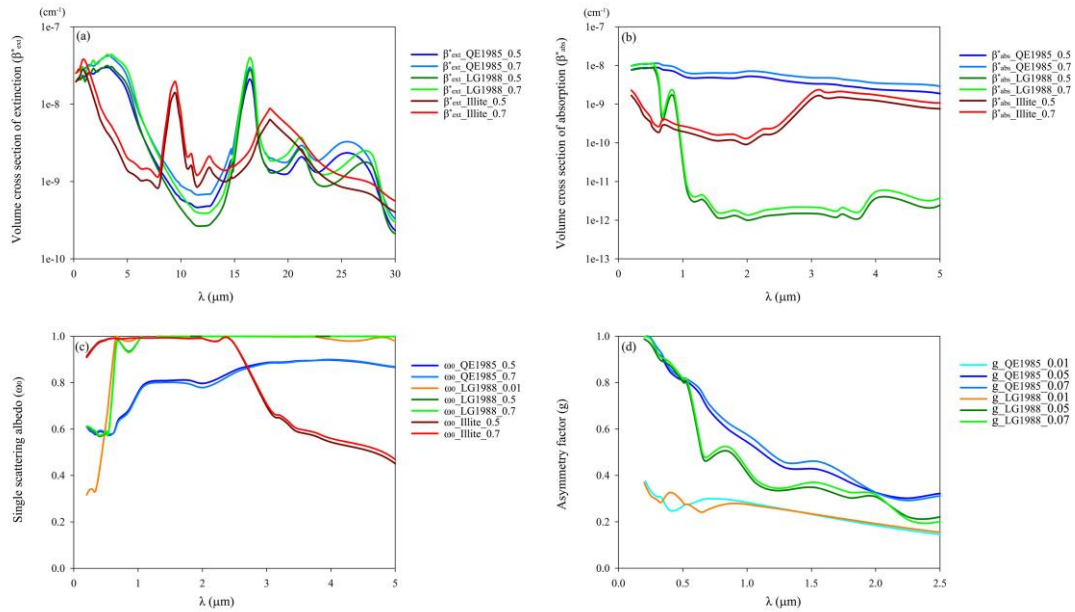 (cm⁻¹)
(a)
1e-7
1e-8
1e-9
1e-10
0 5 10 15 20 25 30
λ (μm)
Volume cross section of extinction (β*ext)
β*ext_QE1985_0.5
β*ext_QE1985_0.7
β*ext_LG1988_0.5
β*ext_LG1988_0.7
β*ext_Illite_0.5
β*ext_Illite_0.7
(cm⁻¹)
(b)
1e-7
1e-8
1e-9
1e-10
1e-11
1e-12
1e-13
0 1 2 3 4 5
λ (μm)
Volume cross section of absorption (β*abs)
β*abs_QE1985_0.5
β*abs_QE1985_0.7
β*abs_LG1988_0.5
β*abs_LG1988_0.7
β*abs_Illite_0.5
β*abs_Illite_0.7
(c)
1.0
0.8
0.6
0.4
0.2
0.0
0 1 2 3 4 5
λ (μm)
Single scattering albedo (ω0)
ω0_QE1985_0.5
ω0_QE1985_0.7
ω0_LG1988_0.01
ω0_LG1988_0.5
ω0_LG1988_0.7
ω0_Illite_0.5
ω0_Illite_0.7
(d)
1.0
0.8
0.6
0.4
0.2
0.0
0.0 0.5 1.0 1.5 2.0 2.5
λ (μm)
Asymmetry factor (g)
g_QE1985_0.01
g_QE1985_0.05
g_QE1985_0.07
g_LG1988_0.01
g_LG1988_0.05
g_LG1988_0.07